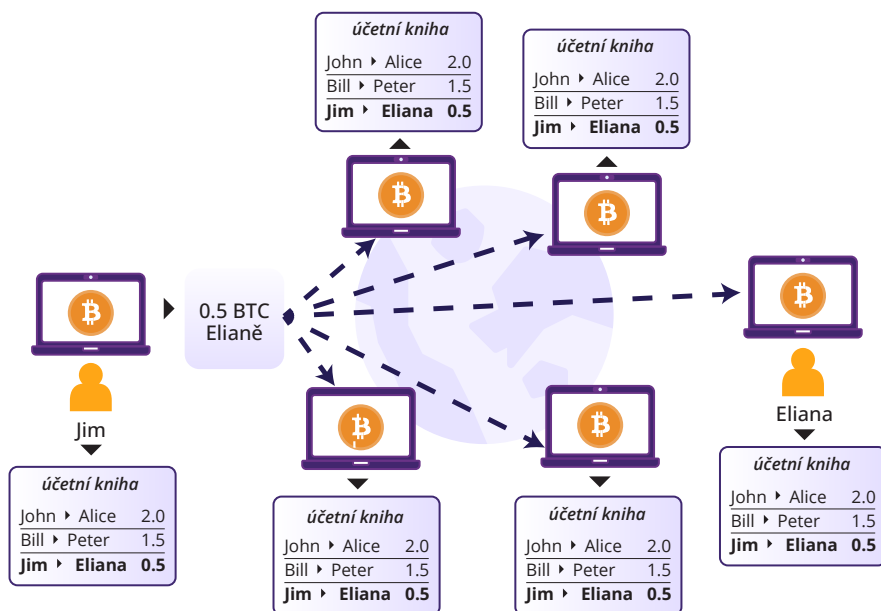 účetní kniha
John ‣ Alice 2.0
Bill ‣ Peter 1.5
Jim ‣ Eliana 0.5
účetní kniha
John ‣ Alice 2.0
Bill ‣ Peter 1.5
Jim ‣ Eliana 0.5
0.5 BTC
Elianě
Jim
Eliana
účetní kniha
John ‣ Alice 2.0
Bill ‣ Peter 1.5
Jim ‣ Eliana 0.5
účetní kniha
John ‣ Alice 2.0
Bill ‣ Peter 1.5
Jim ‣ Eliana 0.5
účetní kniha
John ‣ Alice 2.0
Bill ‣ Peter 1.5
Jim ‣ Eliana 0.5
účetní kniha
John ‣ Alice 2.0
Bill ‣ Peter 1.5
Jim ‣ Eliana 0.5